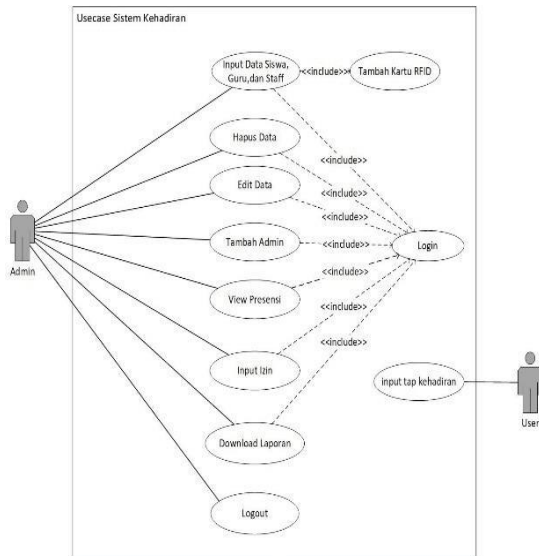 Usecase Sistem Kehadiran
Input Data Siswa,
Guru,dan Staff
<<include>>
Tambah Kartu RFID
Hapus Data
<<include>>
Edit Data
<<include>>
<<include>>
Admin
Tambah Admin
<<include>>
Login
View Presensi
<<include>>
<<include>>
<<include>>
Input Izin
input tap kehadiran
User
Download Laporan
Logout